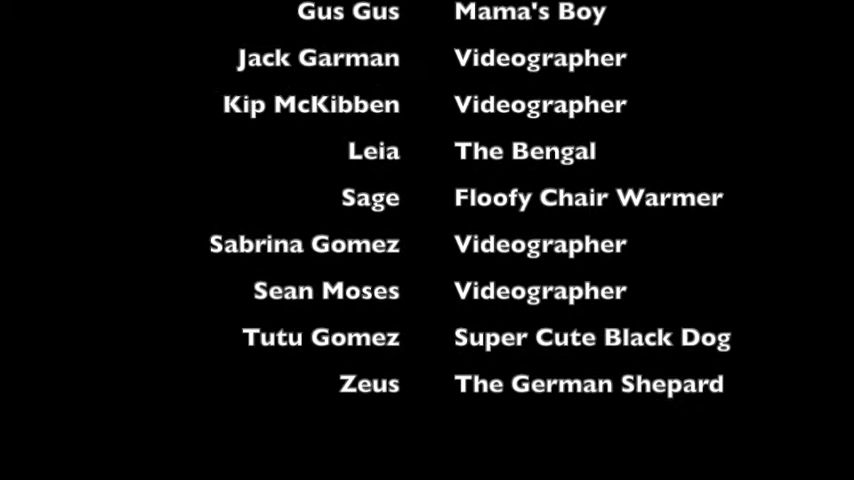 Gus Gus Mama's Boy
Jack Garman Videographer
Kip McKibben Videographer
Leia The Bengal
Sage Floofy Chair Warmer
Sabrina Gomez Videographer
Sean Moses Videographer
Tutu Gomez Super Cute Black Dog
Zeus The German Shepard